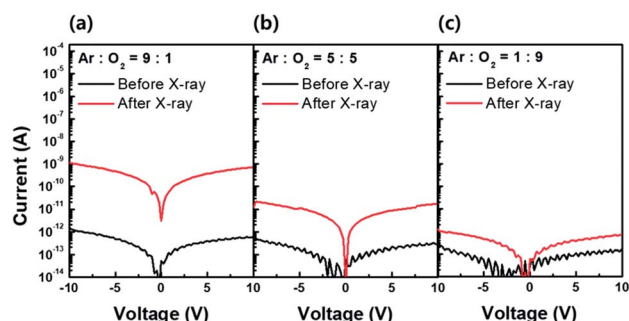 (a) (b) (c)
Ar : O₂ = 9 : 1
Before X-ray
After X-ray
Ar : O₂ = 5 : 5
Before X-ray
After X-ray
Ar : O₂ = 1 : 9
Before X-ray
After X-ray
Current (A)
10⁻⁴
10⁻⁵
10⁻⁶
10⁻⁷
10⁻⁸
10⁻⁹
10⁻¹⁰
10⁻¹¹
10⁻¹²
10⁻¹³
10⁻¹⁴
-10 -5 0 5 10 -5 0 5 10 -5 0 5 10
Voltage (V) Voltage (V) Voltage (V)